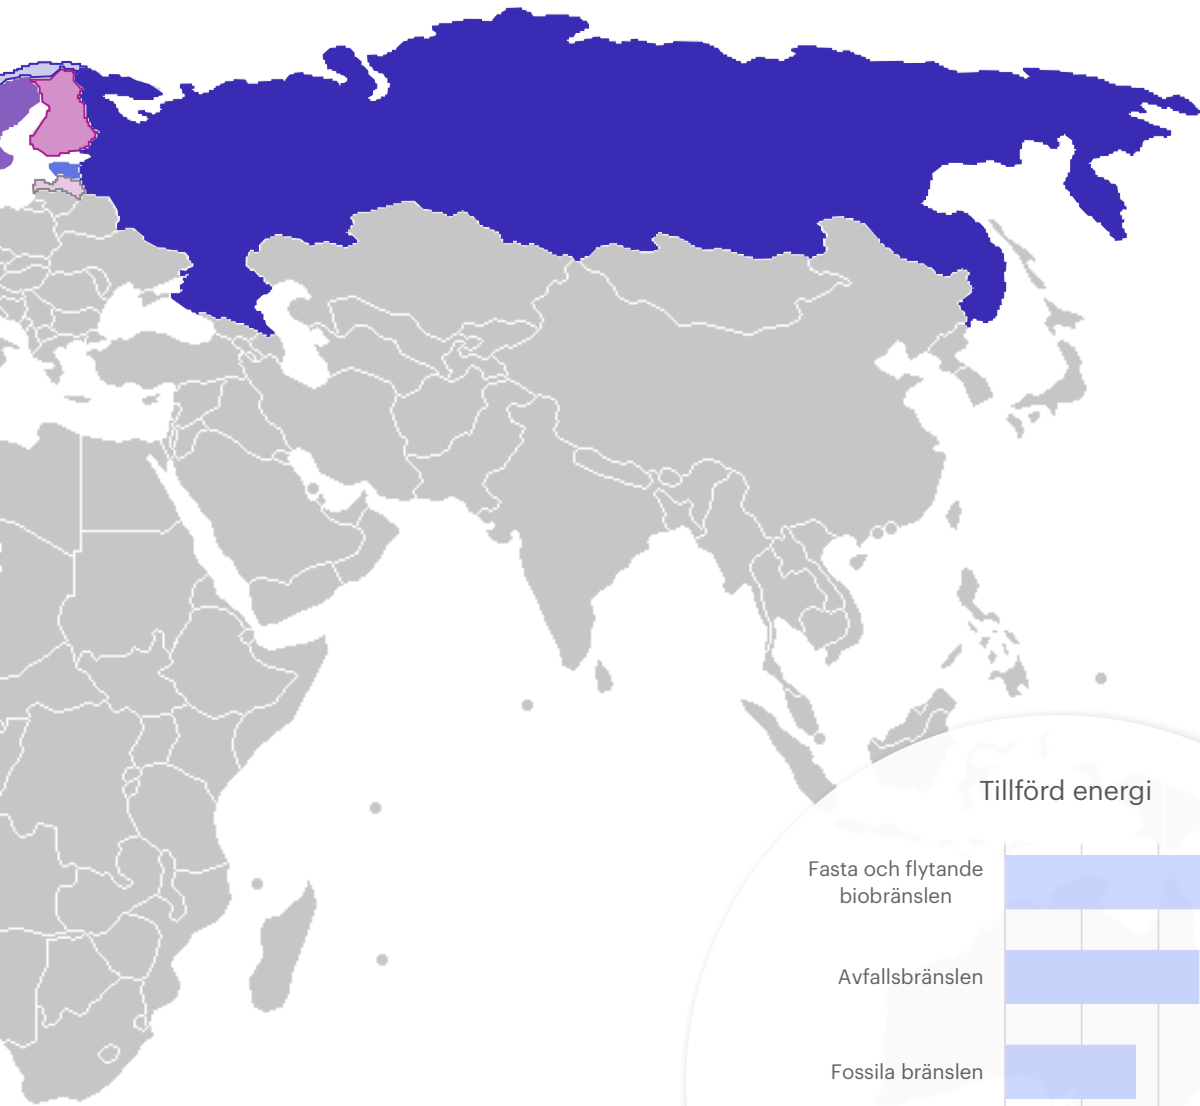 Tillförd energi
Fasta och flytande
biobränslen
Avfallsbränslen
Fossila bränslen